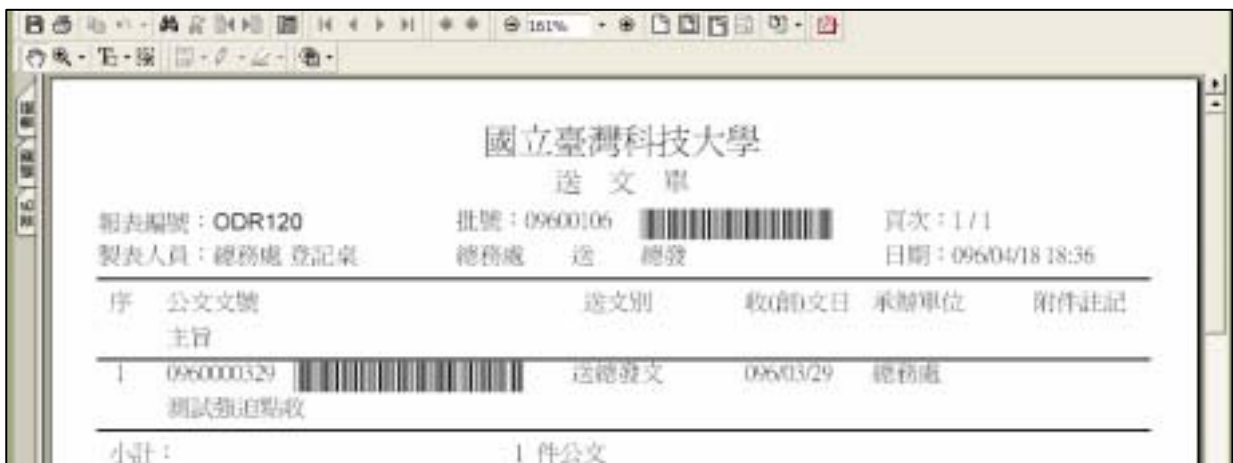 161%
國立臺灣科技大學
送 文 單
報表編號：ODR120 批號：09600106 頁次：1 / 1
製表人員：總務處 登記桌 總務處 送 總發 日期：096/04/18 18:36
序 公文文號 送文別 收(創)文日 承辦單位 附件註記
主旨
1 0960000329 送總發文 096/03/29 總務處
測試強迫點收
小計： 1 件公文